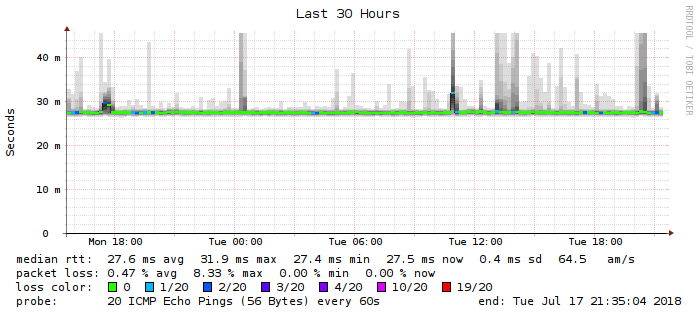 Last 30 Hours
RRDTOOL / TOBI OETIKER
Seconds
40 m
30 m
20 m
10 m
0
Mon 18:00 Tue 00:00 Tue 06:00 Tue 12:00 Tue 18:00
median rtt: 27.6 ms avg 31.9 ms max 27.4 ms min 27.5 ms now 0.4 ms sd 64.5 am/s
packet loss: 0.47 % avg 8.33 % max 0.00 % min 0.00 % now
loss color: 0 1/20 2/20 3/20 4/20 10/20 19/20
probe: 20 ICMP Echo Pings (56 Bytes) every 60s end: Tue Jul 17 21:35:04 2018